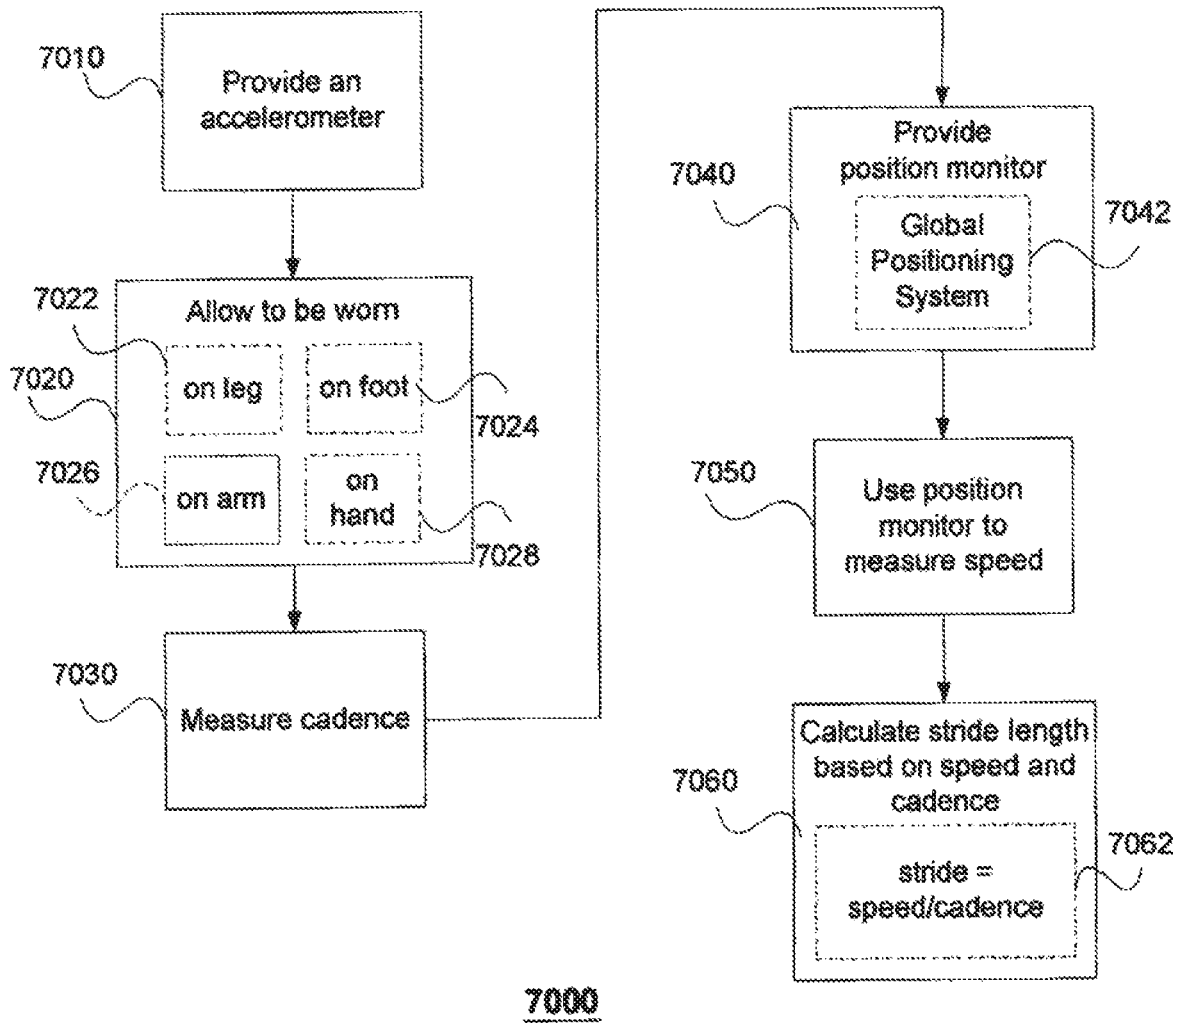 7010
Provide an
accelerometer
7022
Allow to be worn
7020
on leg
on foot
7024
7026
on arm
on
hand
7028
7030
Measure cadence
Provide
position monitor
7040
7042
Global
Positioning
System
7050
Use position
monitor to
measure speed
Calculate stride length
based on speed and
cadence
7060
7062
stride =
speed/cadence
7000